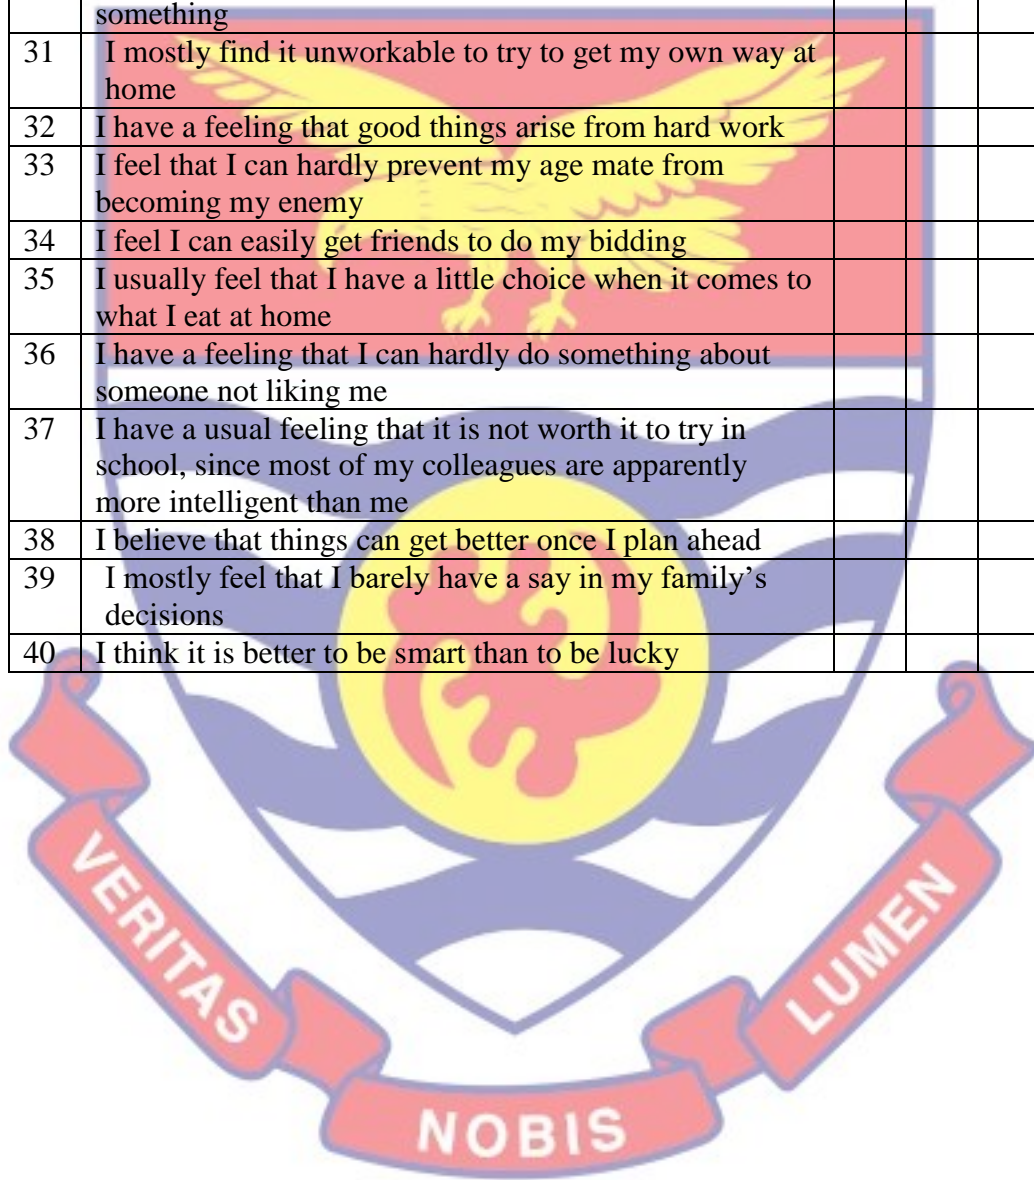 something
31 I mostly find it unworkable to try to get my own way at
home
32 I have a feeling that good things arise from hard work
33 I feel that I can hardly prevent my age mate from
becoming my enemy
34 I feel I can easily get friends to do my bidding
35 I usually feel that I have a little choice when it comes to
what I eat at home
36 I have a feeling that I can hardly do something about
someone not liking me
37 I have a usual feeling that it is not worth it to try in
school, since most of my colleagues are apparently
more intelligent than me
38 I believe that things can get better once I plan ahead
39 I mostly feel that I barely have a say in my family’s
decisions
40 I think it is better to be smart than to be lucky
VERITAS
NOBIS
LUMEN